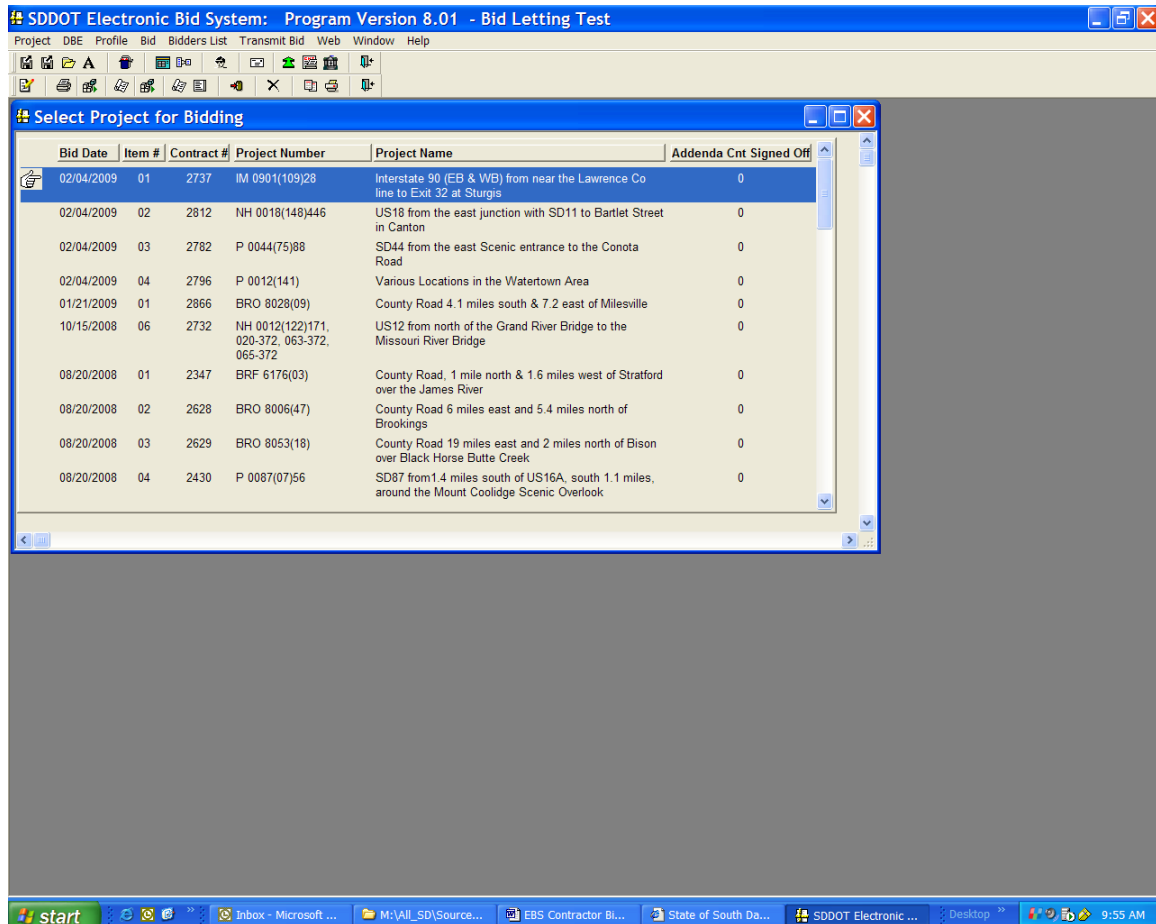 SDDOT Electronic Bid System: Program Version 8.01 - Bid Letting Test
Project DBE Profile Bid Bidders List Transmit Bid Web Window Help
Select Project for Bidding
Bid Date Item # Contract # Project Number Project Name Addenda Cnt Signed Off
02/04/2009 01 2737 IM 0901(109)28 Interstate 90 (EB & WB) from near the Lawrence Co 0
line to Exit 32 at Sturgis
02/04/2009 02 2812 NH 0018(148)446 US18 from the east junction with SD11 to Bartlet Street 0
in Canton
02/04/2009 03 2782 P 0044(75)88 SD44 from the east Scenic entrance to the Conota 0
Road
02/04/2009 04 2796 P 0012(141) Various Locations in the Watertown Area 0
01/21/2009 01 2866 BRO 8028(09) County Road 4.1 miles south & 7.2 east of Milesville 0
10/15/2008 06 2732 NH 0012(122)171, US12 from north of the Grand River Bridge to the 0
020-372, 063-372, Missouri River Bridge
065-372
08/20/2008 01 2347 BRF 6176(03) County Road, 1 mile north & 1.6 miles west of Stratford 0
over the James River
08/20/2008 02 2628 BRO 8006(47) County Road 6 miles east and 5.4 miles north of 0
Brookings
08/20/2008 03 2629 BRO 8053(18) County Road 19 miles east and 2 miles north of Bison 0
over Black Horse Butte Creek
08/20/2008 04 2430 P 0087(07)56 SD87 from1.4 miles south of US16A, south 1.1 miles, 0
around the Mount Coolidge Scenic Overlook
start Inbox - Microsoft ... M:\All_SD\Source... EBS Contractor Bi... State of South Da... SDDOT Electronic ... Desktop 9:55 AM